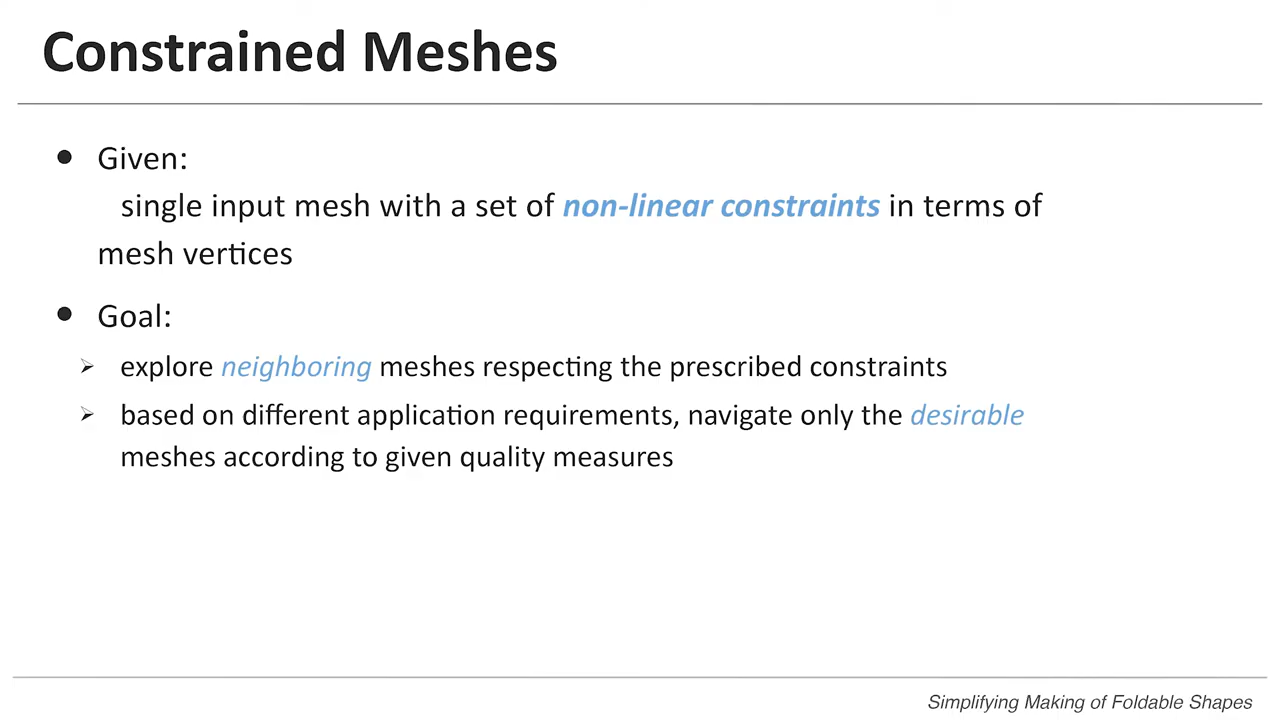 Constrained Meshes
• Given:
single input mesh with a set of non-linear constraints in terms of
mesh vertices
• Goal:
➢ explore neighboring meshes respecting the prescribed constraints
➢ based on different application requirements, navigate only the desirable
meshes according to given quality measures
Simplifying Making of Foldable Shapes